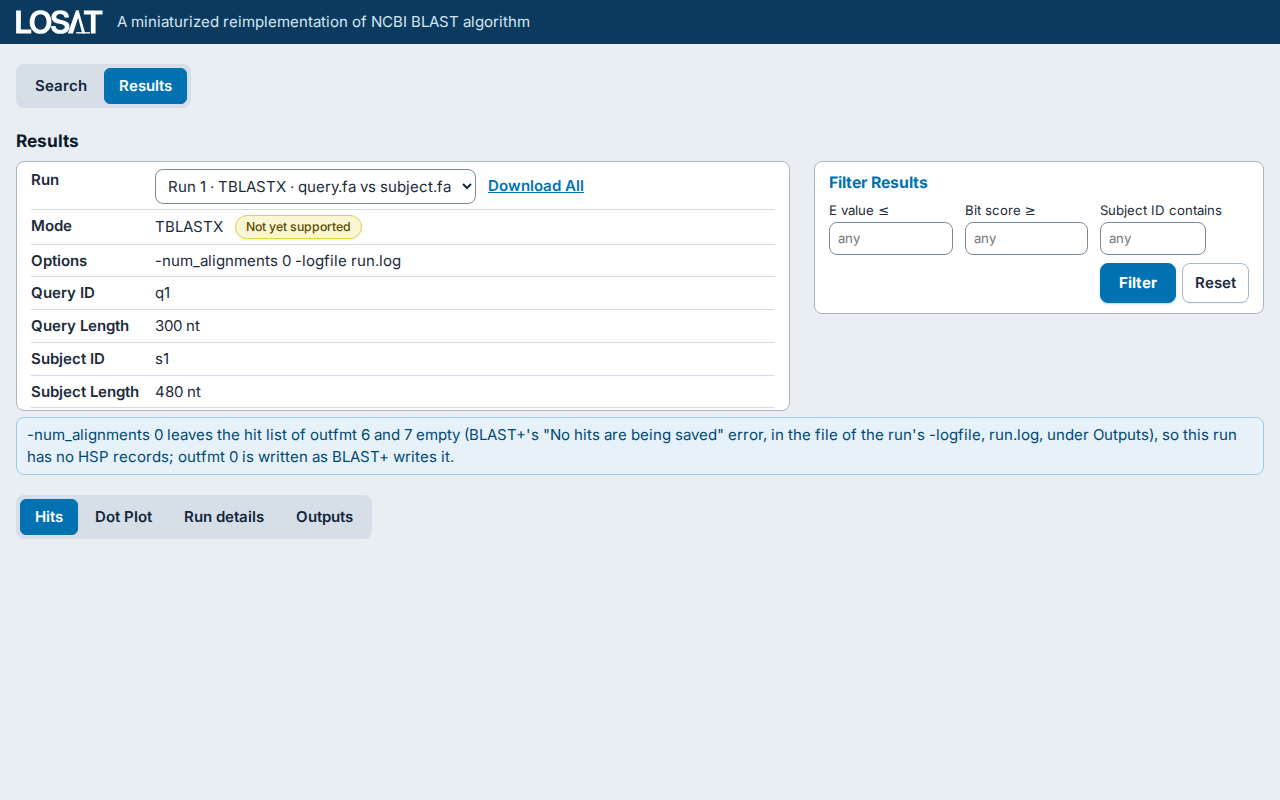 LOSAT A miniaturized reimplementation of NCBI BLAST algorithm
Search Results
Results
Run Run 1 · TBLASTX · query.fa vs subject.fa Download All
Mode TBLASTX Not yet supported
Options -num_alignments 0 -logfile run.log
Query ID q1
Query Length 300 nt
Subject ID s1
Subject Length 480 nt
Filter Results
E value ≤ Bit score ≥ Subject ID contains
any any any
Filter Reset
-num_alignments 0 leaves the hit list of outfmt 6 and 7 empty (BLAST+'s "No hits are being saved" error, in the file of the run's -logfile, run.log, under Outputs), so this run
has no HSP records; outfmt 0 is written as BLAST+ writes it.
Hits Dot Plot Run details Outputs